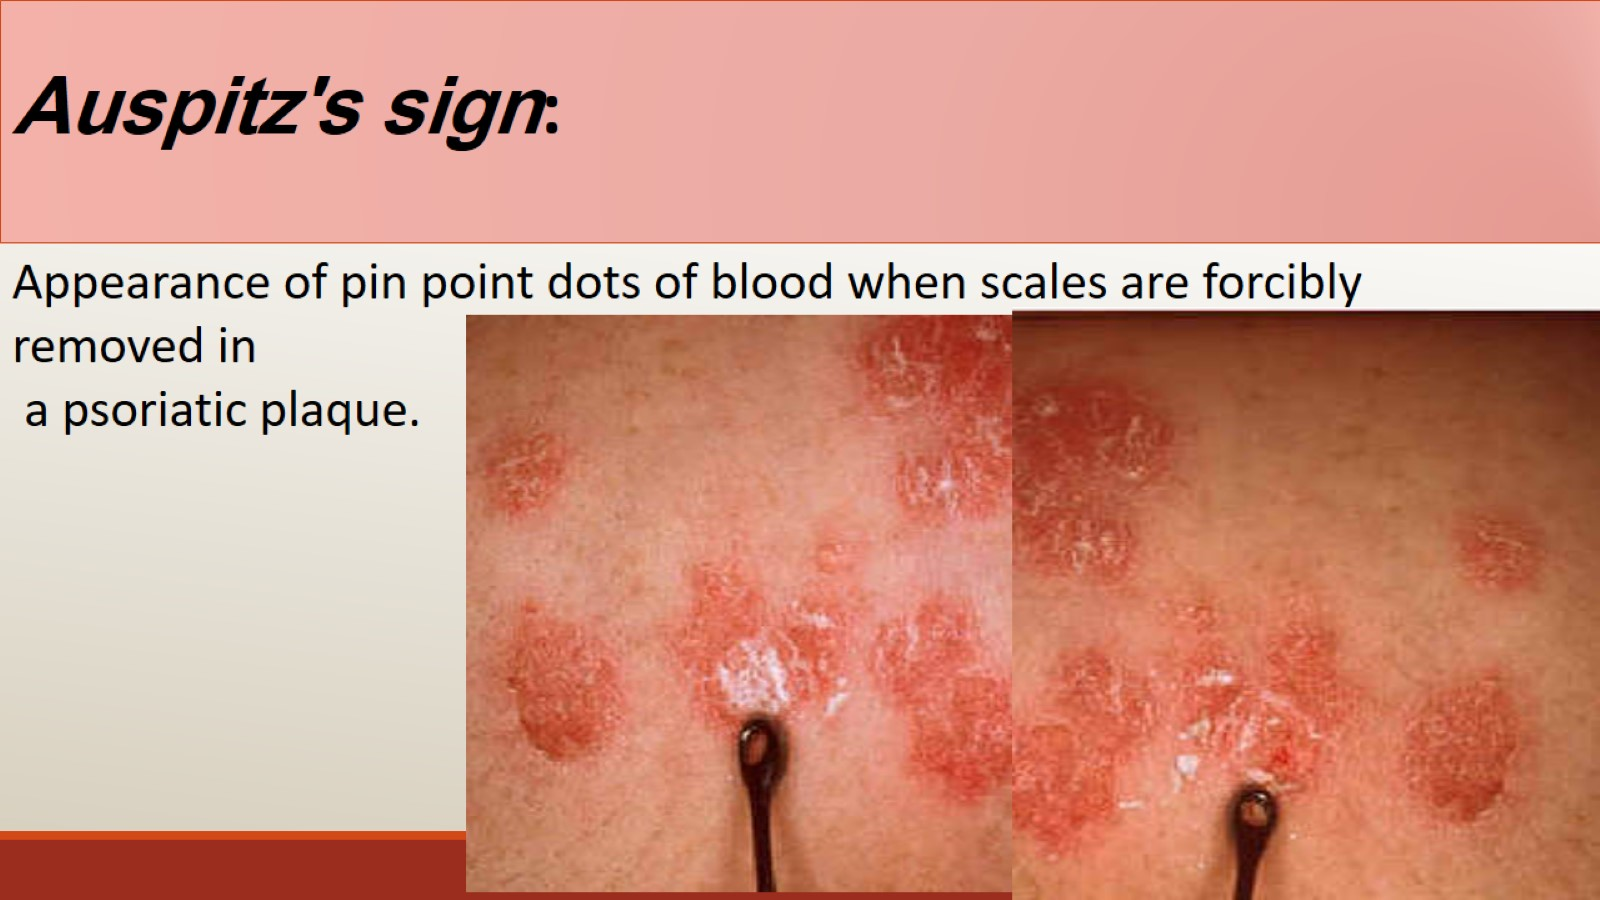 Auspitz's sign:
Appearance of pin point dots of blood when scales are forcibly
removed in
a psoriatic plaque.